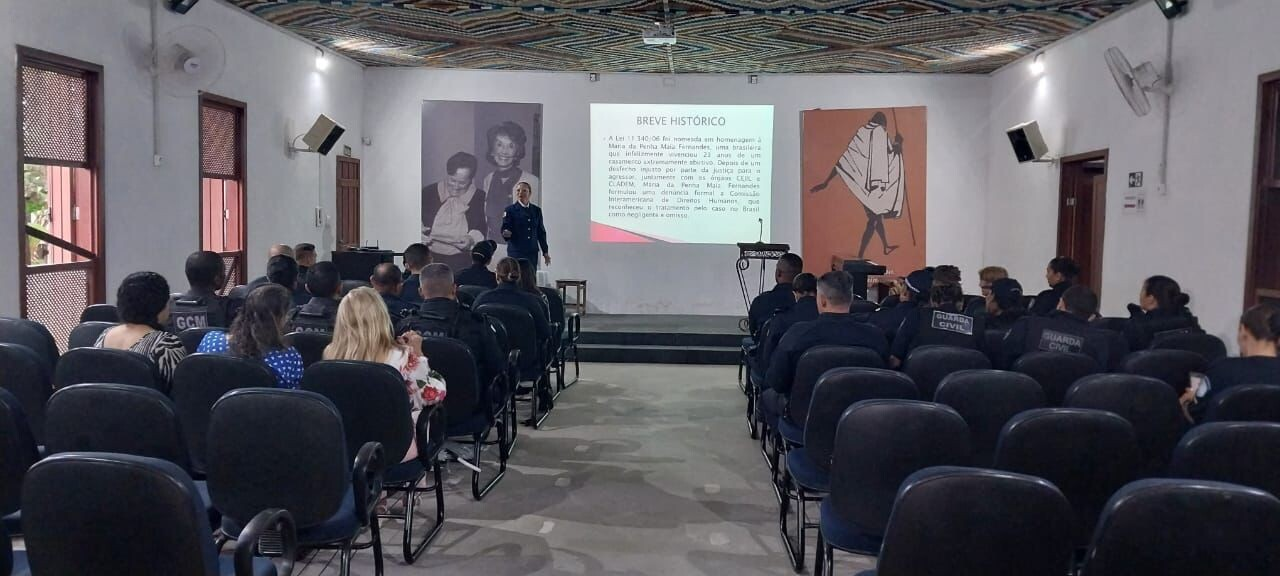 BREVE HISTÓRICO
A Lei 11.340/06 foi nomeada em homenagem à
Maria da Penha Maia Fernandes, uma brasileira
que infelizmente vivenciou 23 anos de um
casamento extremamente abusivo. Depois de um
desfecho injusto por parte da justiça para o
agressor, juntamente com os órgãos CEJIL e
CLADEM, Maria da Penha Maia Fernandes
formulou uma denúncia formal a Comissão
Interamericana de Direitos Humanos, que
reconheceu o tratamento pelo caso no Brasil
como negligente e omisso.
GCM
GCM
GCM
GUARDA
CIVIL
GUARDA
CIVIL